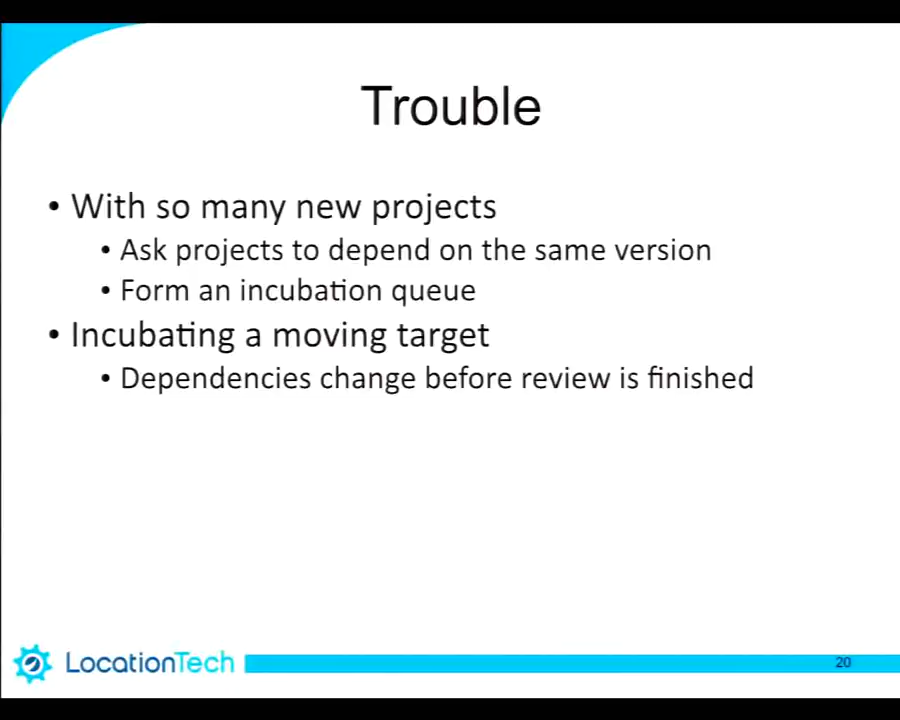 Trouble
• With so many new projects
• Ask projects to depend on the same version
• Form an incubation queue
• Incubating a moving target
• Dependencies change before review is finished
LocationTech
20